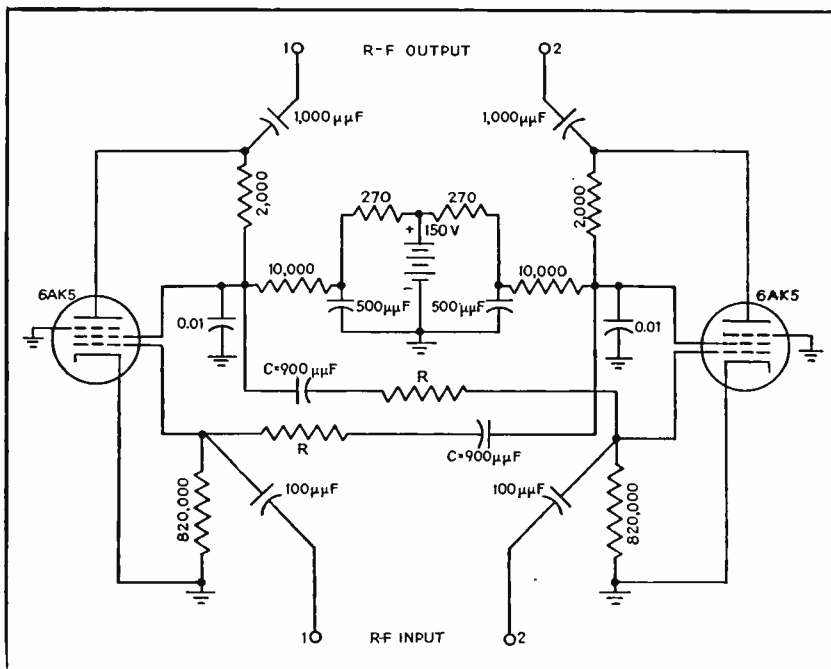 1 R-F OUTPUT 2
1,000µµF
1,000µµF
2,000
270
270
2,000
+ 150 V
-
10,000
10,000
6AK5
6AK5
500µµF
500µµF
0.01
0.01
C=900µµF
R
R
C=900µµF
100µµF
100µµF
820,000
820,000
1 R-F INPUT 2